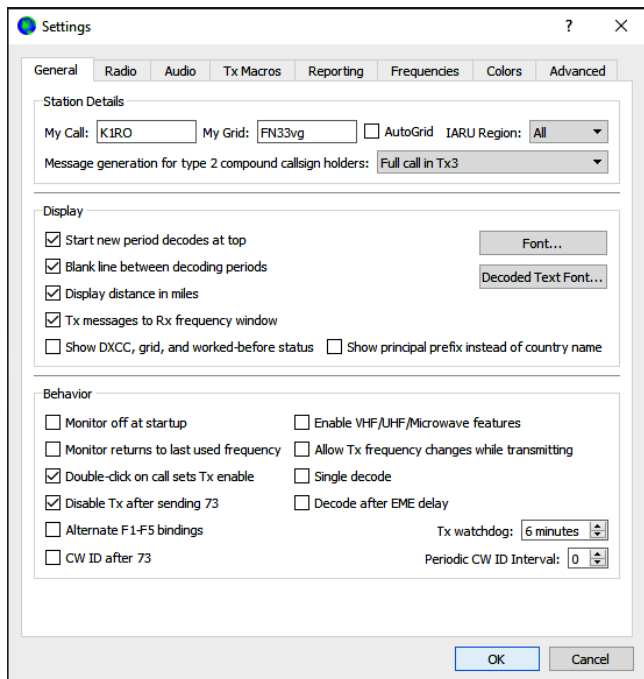 Settings ? ×
General Radio Audio Tx Macros Reporting Frequencies Colors Advanced
Station Details
My Call: K1RO My Grid: FN33vg AutoGrid IARU Region: All
Message generation for type 2 compound callsign holders: Full call in Tx3
Display
Start new period decodes at top Font...
Blank line between decoding periods
Decoded Text Font...
Display distance in miles
Tx messages to Rx frequency window
Show DXCC, grid, and worked-before status Show principal prefix instead of country name
Behavior
Monitor off at startup Enable VHF/UHF/Microwave features
Monitor returns to last used frequency Allow Tx frequency changes while transmitting
Double-click on call sets Tx enable Single decode
Disable Tx after sending 73 Decode after EME delay
Alternate F1-F5 bindings Tx watchdog: 6 minutes
CW ID after 73 Periodic CW ID Interval: 0
OK Cancel